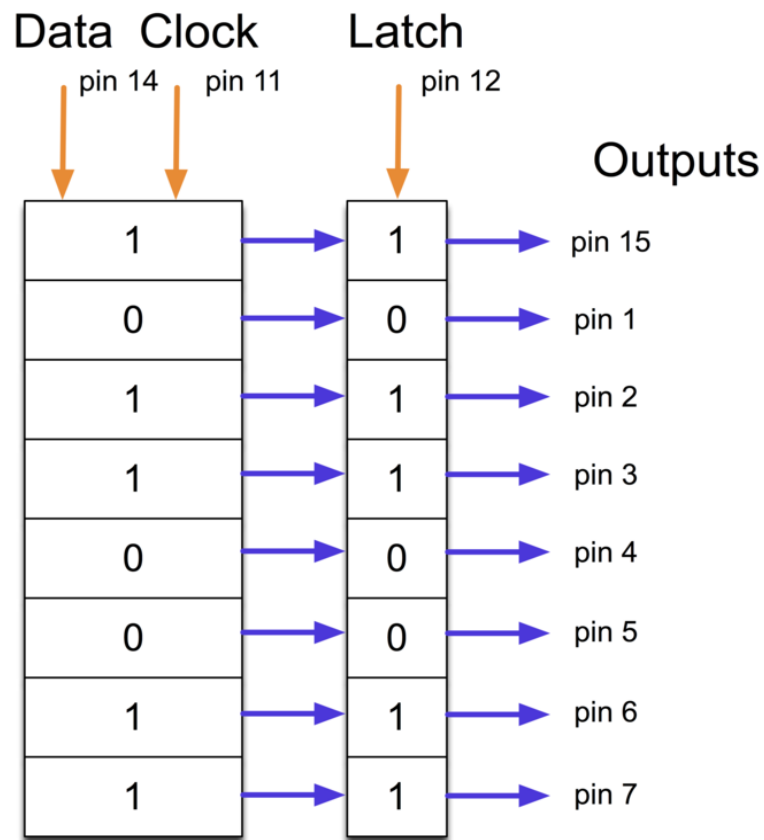 Data Clock Latch
pin 14 pin 11 pin 12
Outputs
1 1 pin 15
0 0 pin 1
1 1 pin 2
1 1 pin 3
0 0 pin 4
0 0 pin 5
1 1 pin 6
1 1 pin 7